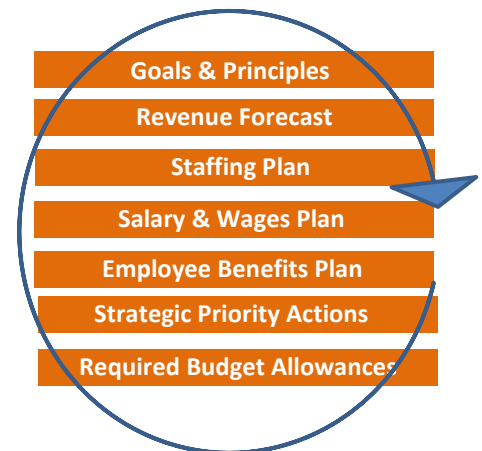 Goals & Principles
Revenue Forecast
Staffing Plan
Salary & Wages Plan
Employee Benefits Plan
Strategic Priority Actions
Required Budget Allowances